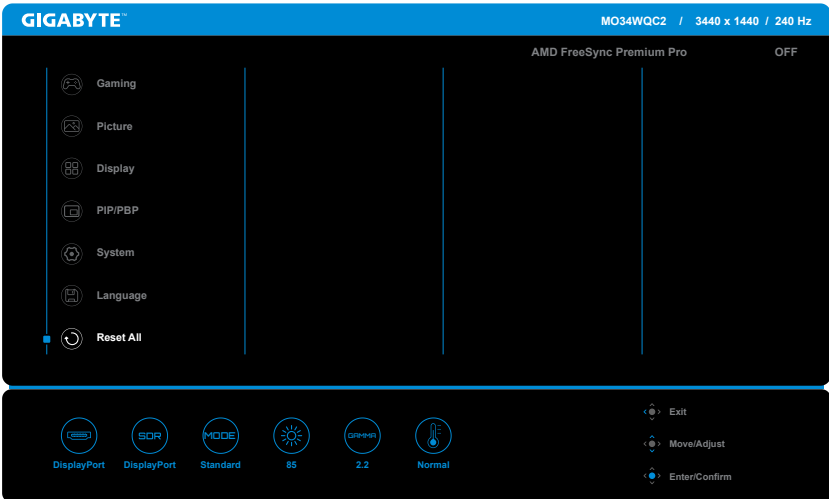 GIGABYTE™ MO34WQC2 / 3440 x 1440 / 240 Hz
AMD FreeSync Premium Pro OFF
Gaming
Picture
Display
PIP/PBP
System
Language
Reset All
SDR MODE GAMMA
DisplayPort DisplayPort Standard 85 2.2 Normal
Exit
Move/Adjust
Enter/Confirm